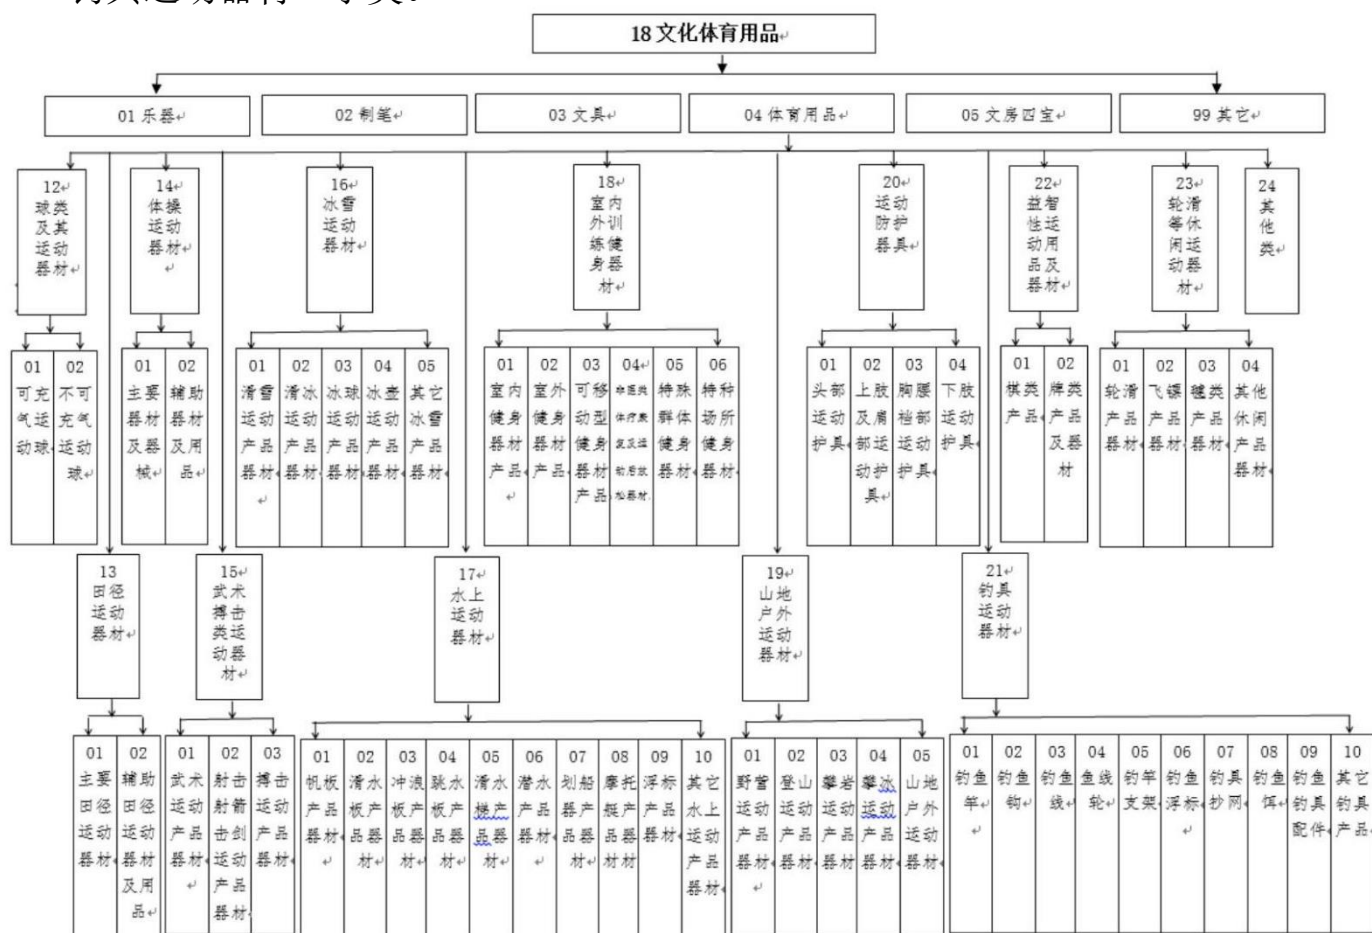 18 文化体育用品
01 乐器
02 制笔
03 文具
04 体育用品
05 文房四宝
99 其它
12
球类
及其
运动
器材
14
体操
运动
器材
16
冰雪
运动
器材
18
室内
外训
练健
身器
材
20
运动
防护
器具
22
益智
性运
动用
品及
器材
23
轮滑
等休
闲运
动器
材
24
其
他
类
01
可充
气运
动球
02
不可
充气
运动
球
01
主要
器材
及器
械
02
辅助
器材
及用
品
01
滑雪
运动
产品
器材
02
滑冰
运动
产品
器材
03
冰球
运动
产品
器材
04
冰壶
运动
产品
器材
05
其它
冰雪
产品
器材
01
室内
健身
器材
产品
02
室外
健身
器材
产品
03
可移
动型
健身
器材
产品
04
体疗康
复及运
动后放
松器材
05
特殊
群体
健身
器材
06
特种
场所
健身
器材
01
头部
运动
护具
02
上肢
及肩
部运
动护
具
03
胸腰
裆部
运动
护具
04
下肢
运动
护具
01
棋类
产品
02
牌类
产品
及器
材
01
轮滑
产品
器材
02
飞镖
产品
器材
03
毽类
产品
器材
04
其他
休闲
产品
器材
13
田径
运动
器材
15
武术
搏击
类运
动器
材
17
水上
运动
器材
19
山地
户外
运动
器材
21
钓具
运动
器材
01
主要
田径
运动
器材
02
辅助
田径
运动
器材
及用
品
01
武术
运动
产品
器材
02
射击
射箭
击剑
运动
产品
器材
03
搏击
运动
产品
器材
01
帆板
产品
器材
02
滑水
板产
品器
材
03
冲浪
板产
品器
材
04
跳水
板产
品器
材
05
滑水
梯产
品器
材
06
潜水
产品
器材
07
划船
器产
品器
材
08
摩托
艇产
品器
材
09
浮标
产品
器材
10
其它
水上
运动
产品
器材
01
野营
运动
产品
器材
02
登山
运动
产品
器材
03
攀岩
运动
产品
器材
04
攀冰
运动
产品
器材
05
山地
户外
运动
器材
01
钓鱼
竿
02
钓鱼
钩
03
钓鱼
线
04
鱼线
轮
05
钓竿
支架
06
钓鱼
浮标
07
钓具
抄网
08
钓鱼
饵
09
钓鱼
钓具
配件
10
其它
钓具
产品